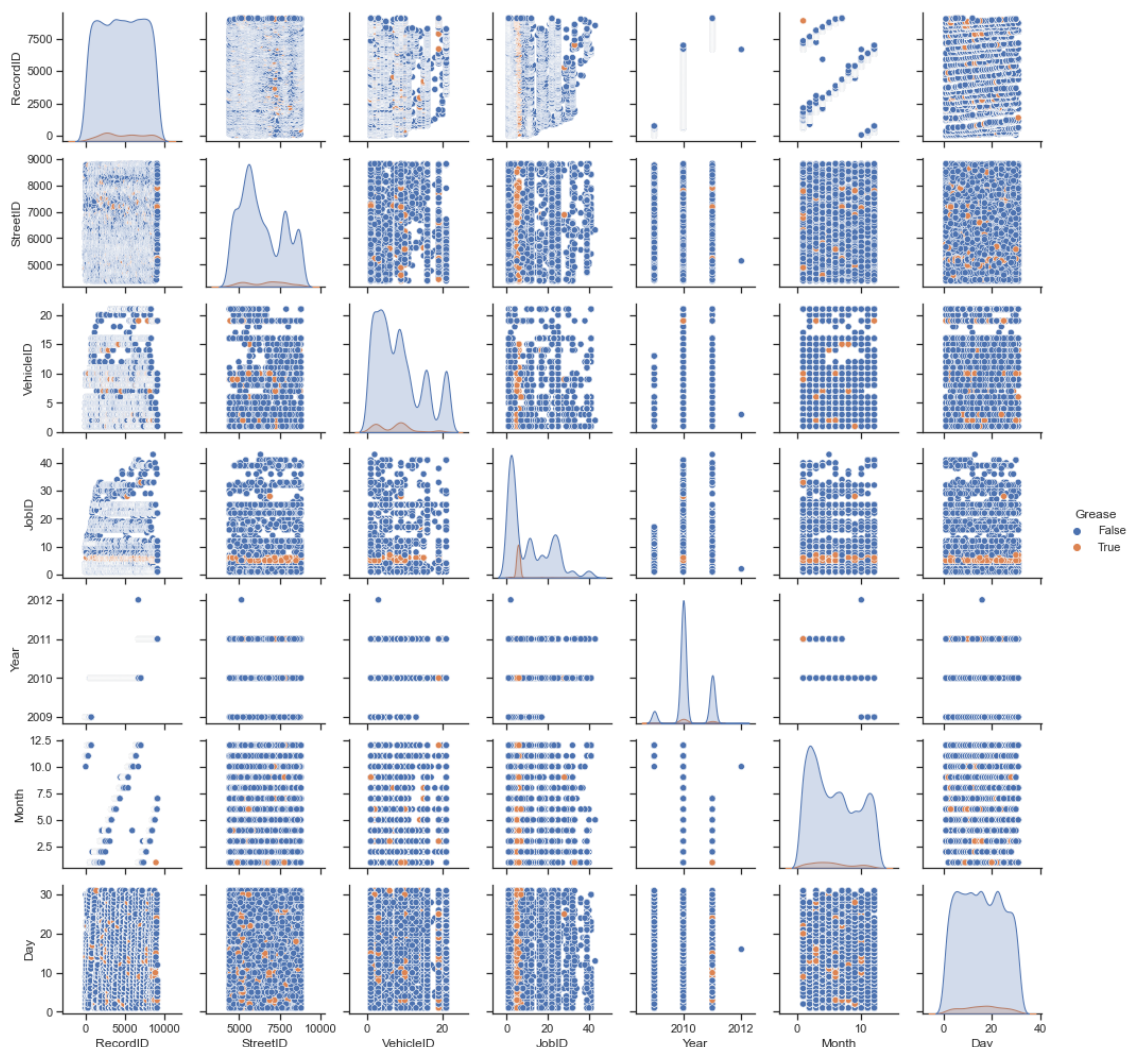 RecordID
7500
5000
2500
0
StreetID
9000
8000
7000
6000
5000
VehicleID
20
15
10
5
0
JobID
40
30
20
10
0
Grease
False
True
Year
2012
2011
2010
2009
Month
12.5
10.0
7.5
5.0
2.5
Day
30
20
10
0
0 5000 10000
5000 7500 10000
0 20
0 20 40
2010 2012
0 10
0 20 40
RecordID StreetID VehicleID JobID Year Month Day